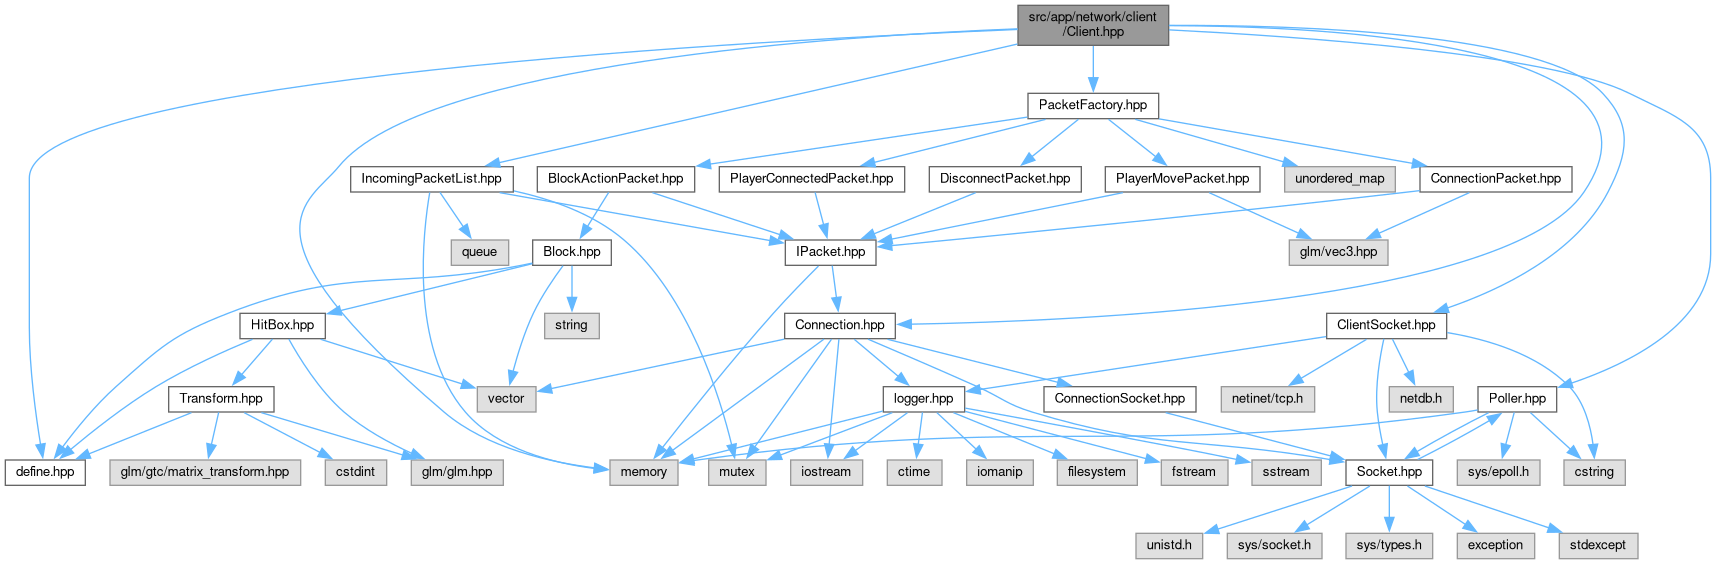 src/app/network/client
/Client.hpp
PacketFactory.hpp
IncomingPacketList.hpp
BlockActionPacket.hpp
PlayerConnectedPacket.hpp
DisconnectPacket.hpp
PlayerMovePacket.hpp
unordered_map
ConnectionPacket.hpp
queue
Block.hpp
IPacket.hpp
glm/vec3.hpp
HitBox.hpp
string
Connection.hpp
ClientSocket.hpp
Transform.hpp
vector
logger.hpp
ConnectionSocket.hpp
netinet/tcp.h
netdb.h
Poller.hpp
define.hpp
glm/gtc/matrix_transform.hpp
cstdint
glm/glm.hpp
memory
mutex
iostream
ctime
iomanip
filesystem
fstream
sstream
Socket.hpp
sys/epoll.h
cstring
unistd.h
sys/socket.h
sys/types.h
exception
stdexcept